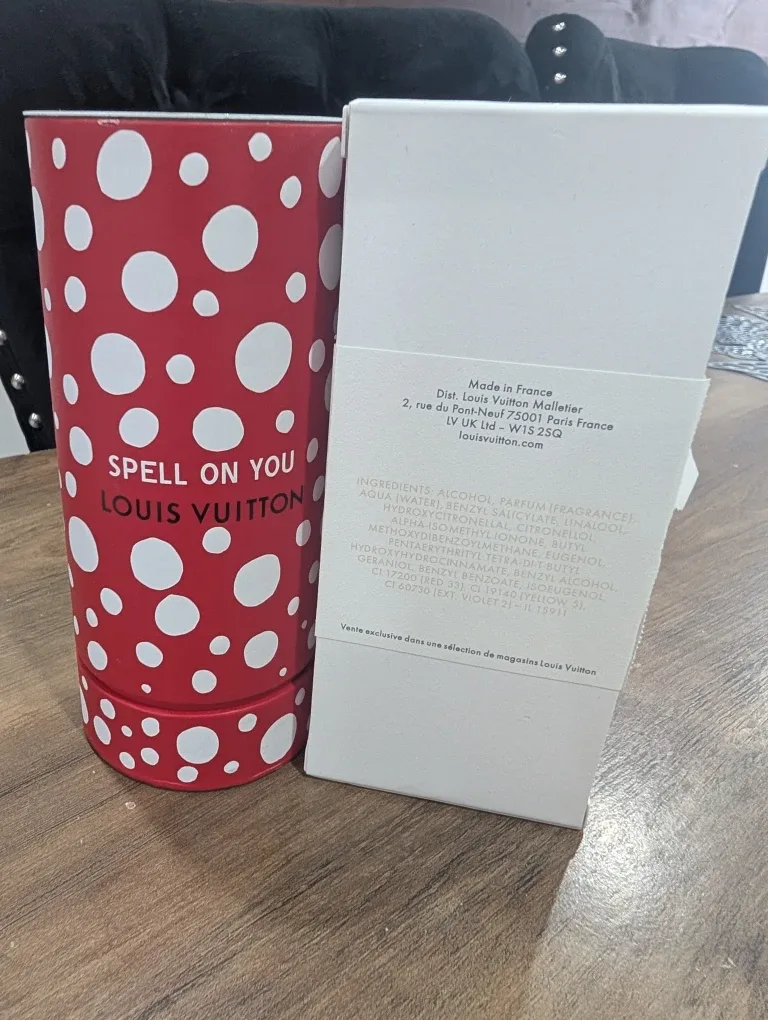 SPELL ON YOU
LOUIS VUITTON
Made in France
Dist. Louis Vuitton Malletier
2, rue du Pont-Neuf 75001 Paris France
LV UK Ltd – W1S 2SQ
louisvuitton.com
INGREDIENTS: ALCOHOL, PARFUM (FRAGRANCE),
AQUA (WATER), BENZYL SALICYLATE, LINALOOL,
HYDROXYCITRONELLAL, CITRONELLOL,
ALPHA-ISOMETHYL IONONE, BUTYL
METHOXYDIBENZOYLMETHANE, EUGENOL,
PENTAERYTHRITYL TETRA-DI-T-BUTYL
HYDROXYHYDROCINNAMATE, BENZYL ALCOHOL,
GERANIOL, BENZYL BENZOATE, ISOEUGENOL,
CI 17200 (RED 33), CI 19140 (YELLOW 5),
CI 60730 (EXT. VIOLET 2) – IL 1591
Vente exclusive dans une sélection de magasins Louis Vuitton